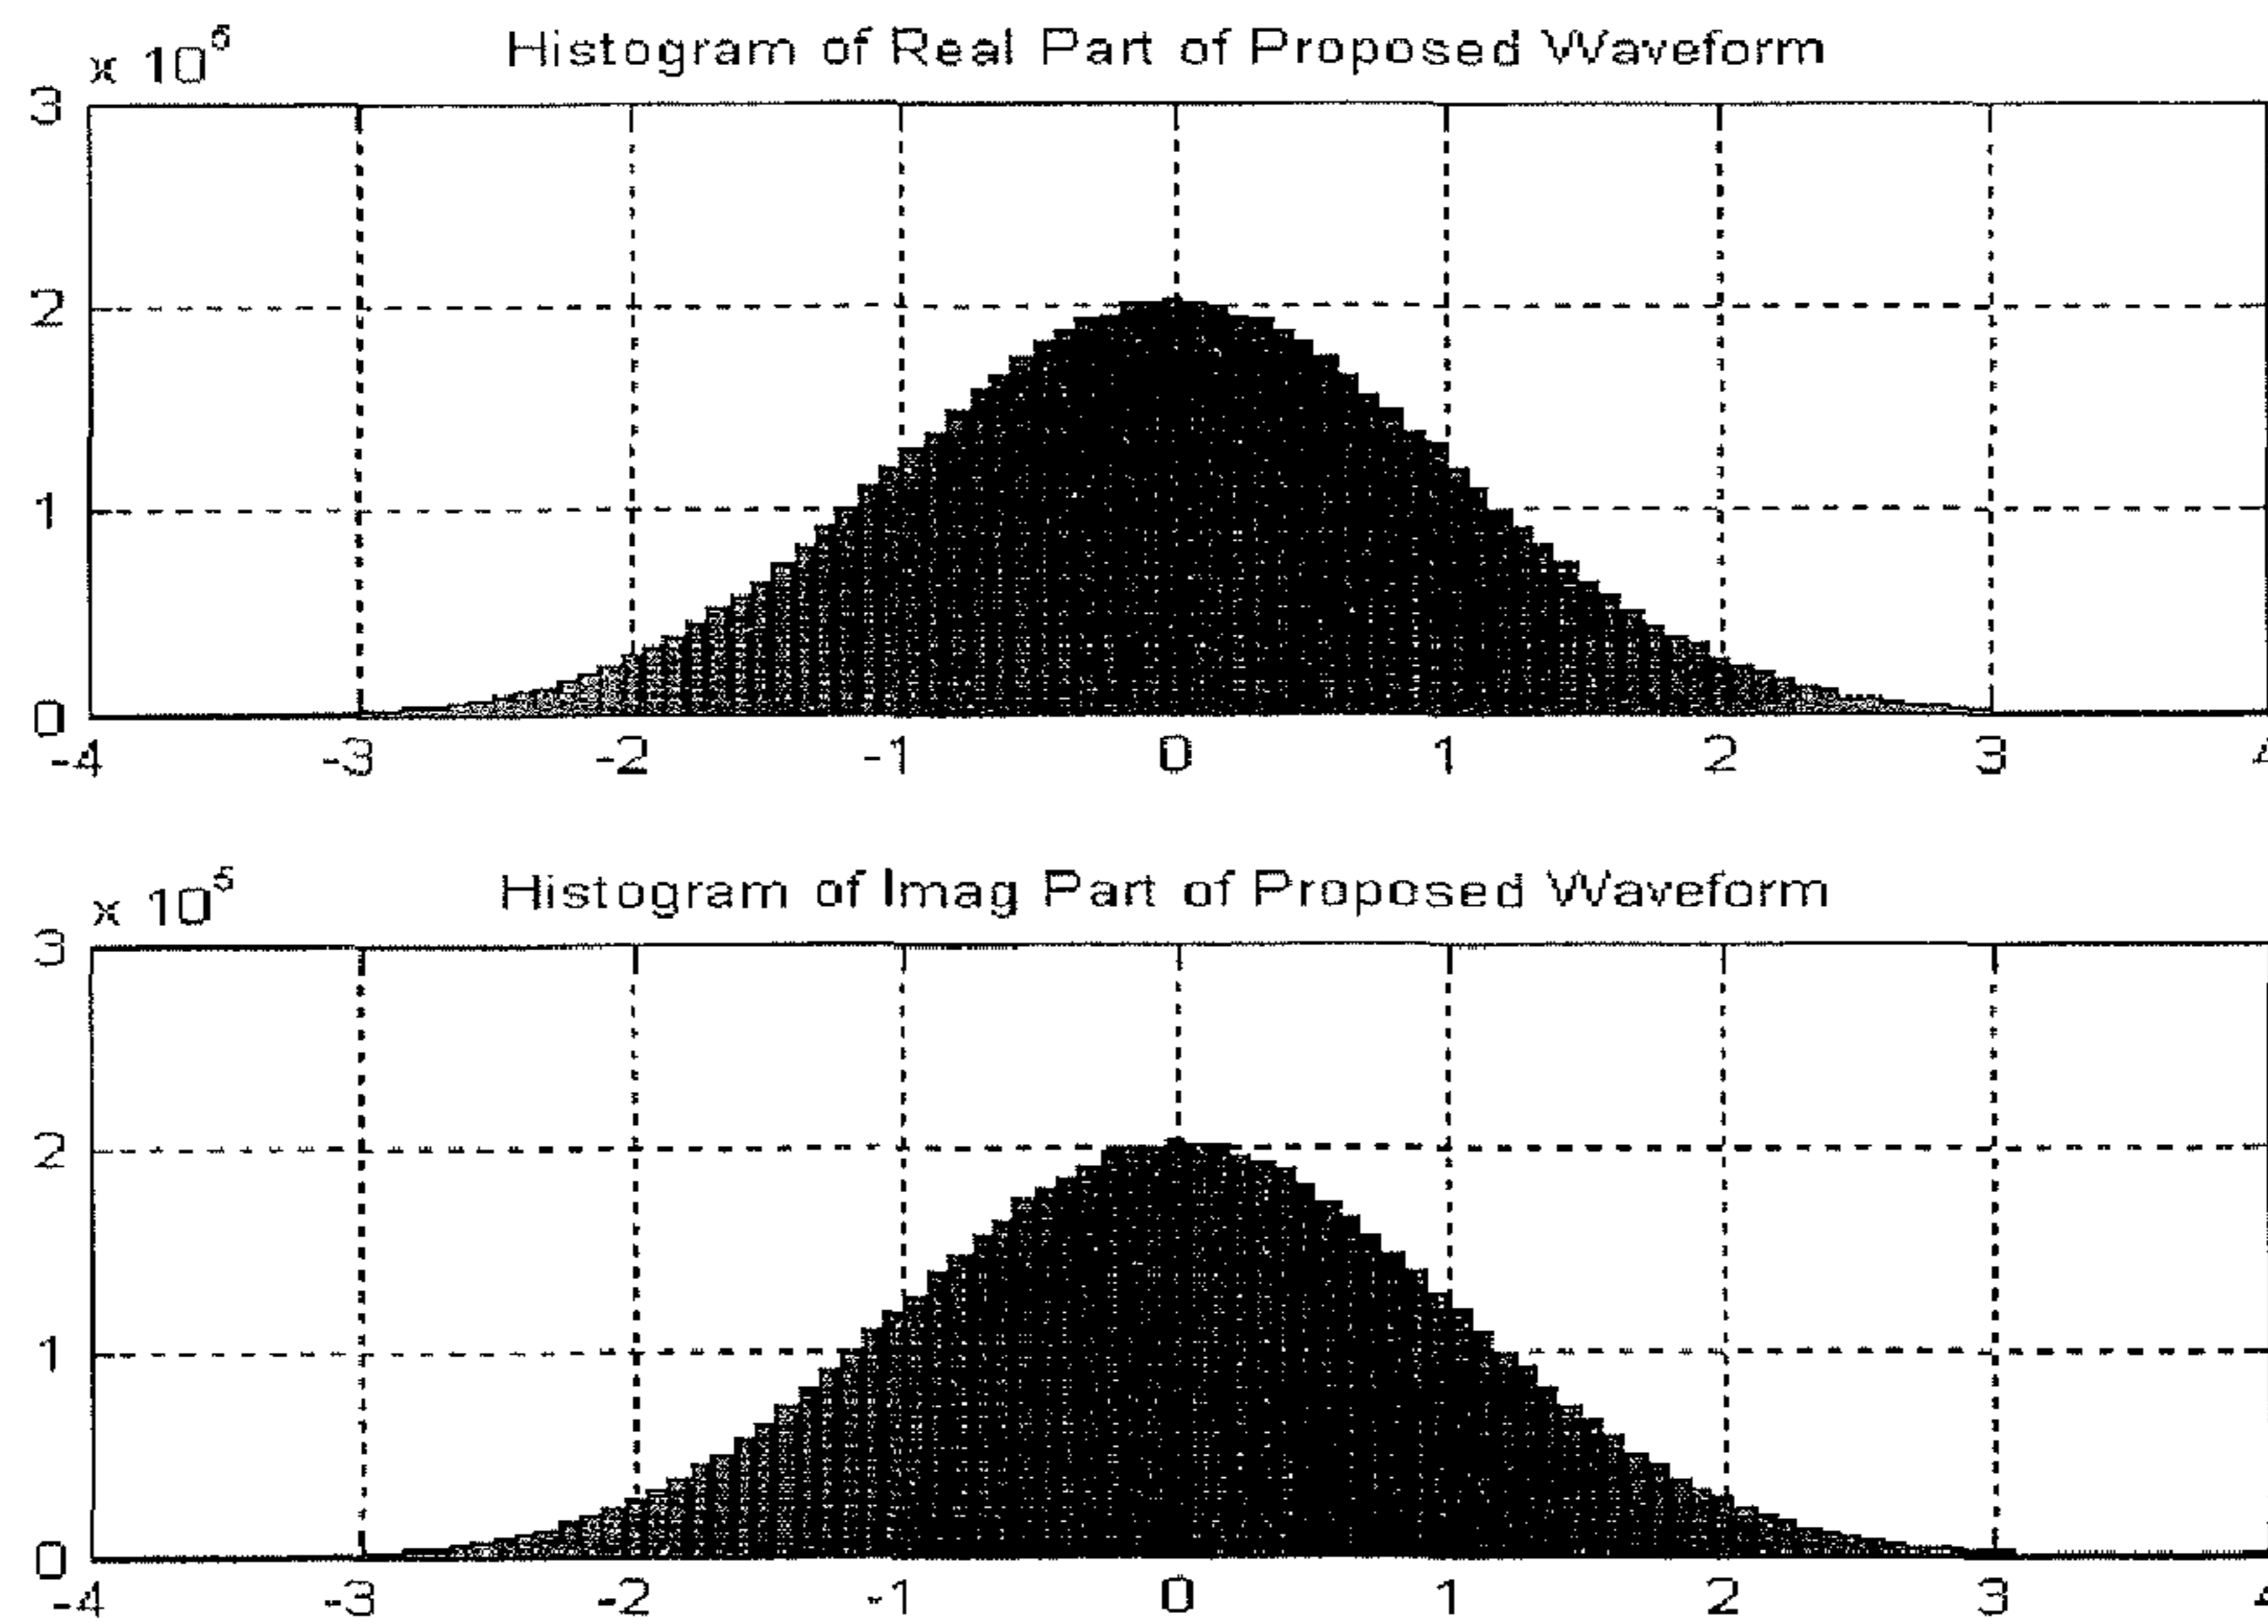 x 10^5
Histogram of Real Part of Proposed Waveform
3
2
1
0
-4 -3 -2 -1 0 1 2 3 4
x 10^5
Histogram of Imag Part of Proposed Waveform
3
2
1
0
-4 -3 -2 -1 0 1 2 3